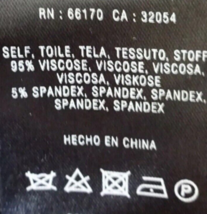 RN : 66170 CA : 32054
SELF, TOILE, TELA, TESSUTO, STOFF
95% VISCOSE, VISCOSE, VISCOSA,
VISCOSA, VISKOSE
5% SPANDEX, SPANDEX, SPANDEX,
SPANDEX, SPANDEX
HECHO EN CHINA
P